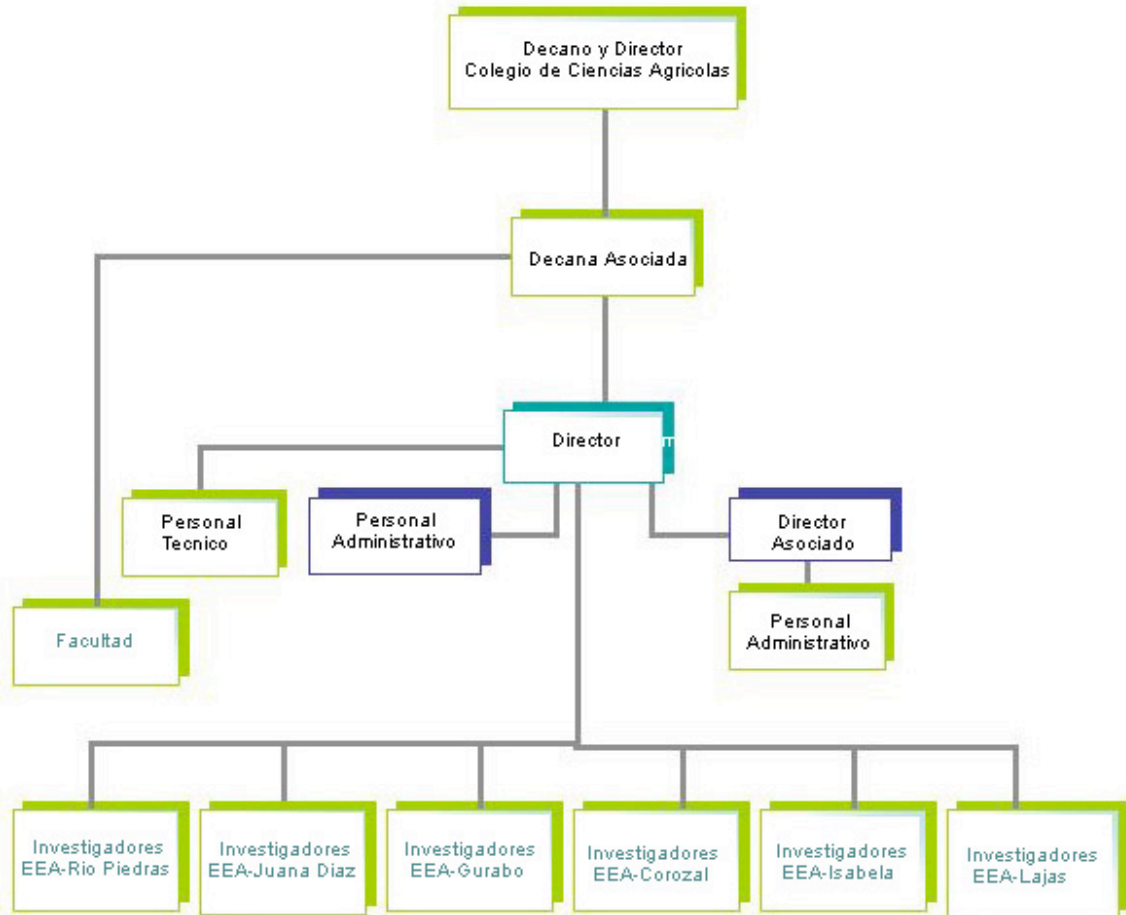 Decano y Director
Colegio de Ciencias Agricolas
Decana Asociada
Director
m
Personal
Tecnico
Personal
Administrativo
Director
Asociado
Personal
Administrativo
Facultad
Investigadores
EEA-Rio Piedras
Investigadores
EEA-Juana Diaz
Investigadores
EEA-Gurabo
Investigadores
EEA-Corozal
Investigadores
EEA-Isabela
Investigadores
EEA-Lajas